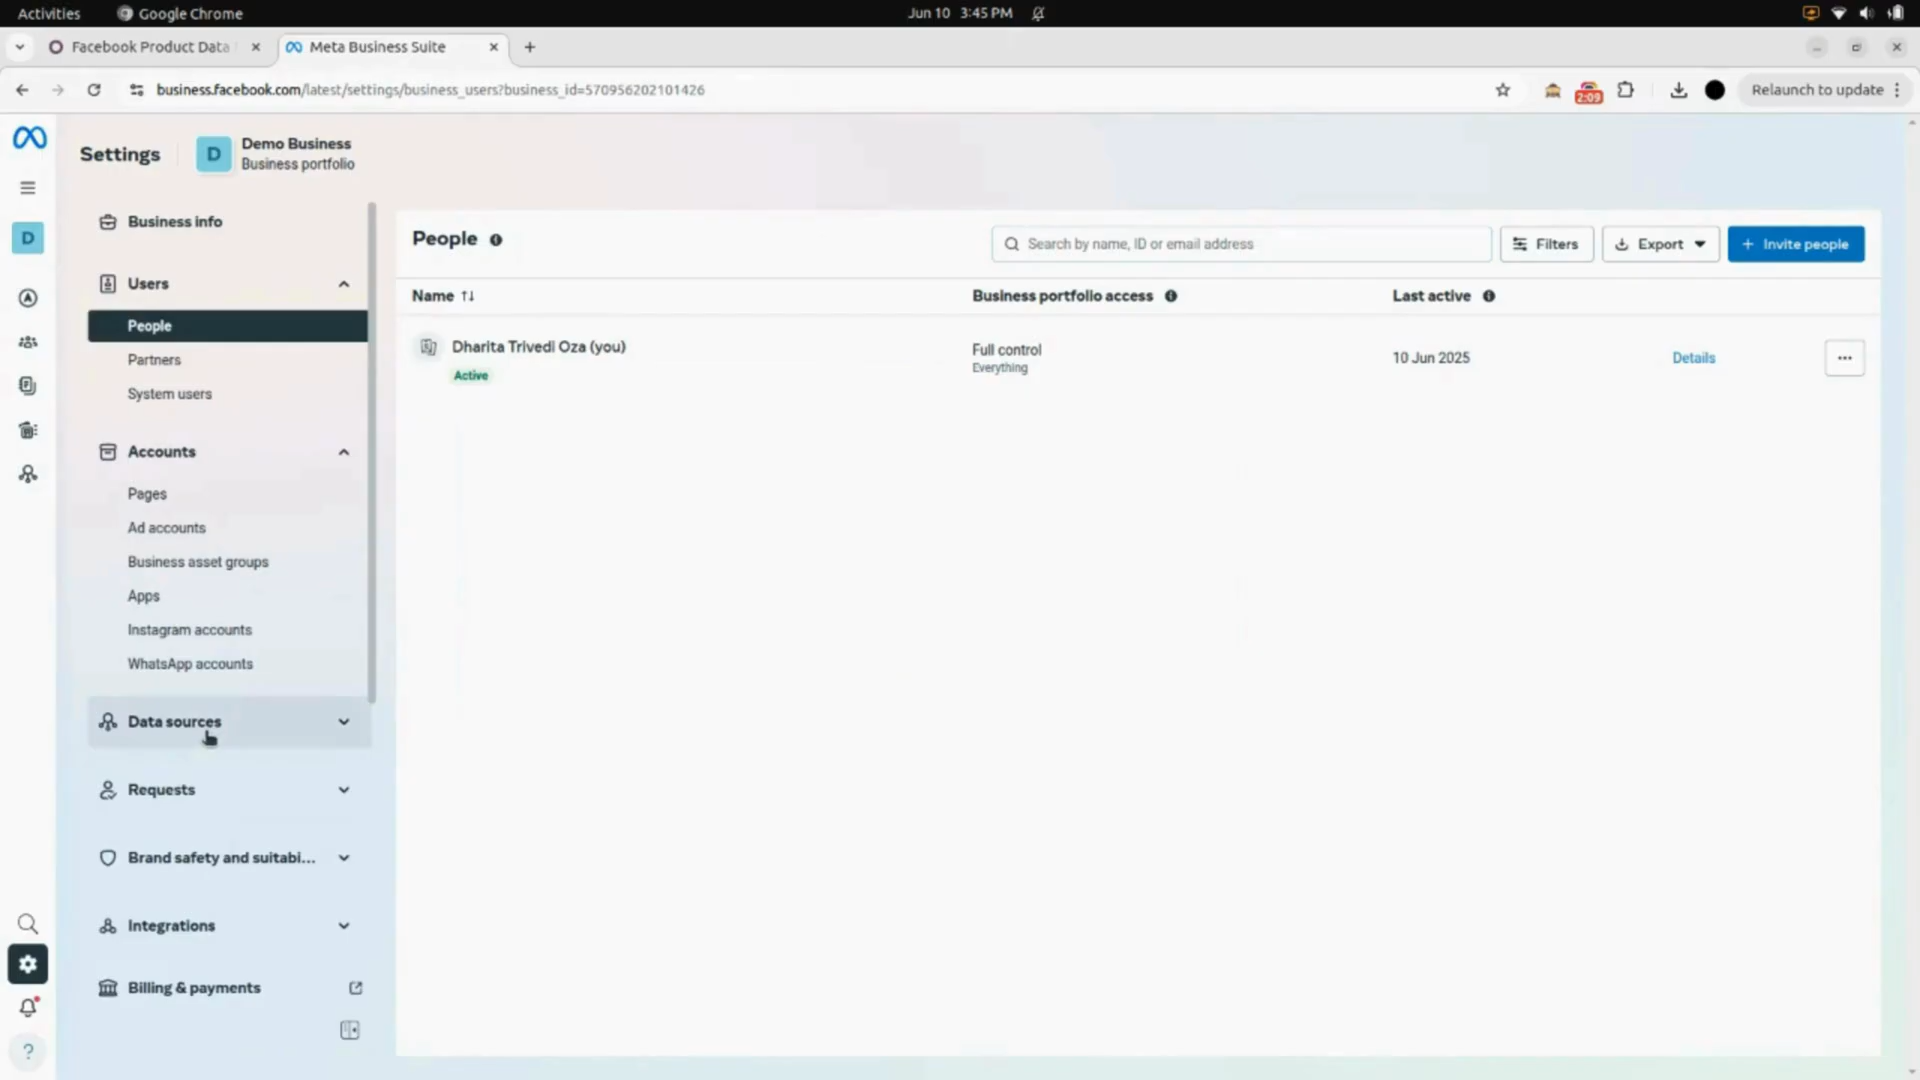 Activities
Google Chrome
Jun 10 3:45 PM
Facebook Product Data
Meta Business Suite
business.facebook.com/latest/settings/business_users?business_id=570956202101426
2:09
Relaunch to update
Settings
D
Demo Business
Business portfolio
D
Business info
Users
People
Partners
System users
Accounts
Pages
Ad accounts
Business asset groups
Apps
Instagram accounts
WhatsApp accounts
Data sources
Requests
Brand safety and suitabi...
Integrations
Billing & payments
People
Search by name, ID or email address
Filters
Export
+ Invite people
Name
Business portfolio access
Last active
Dharita Trivedi Oza (you)
Active
Full control
Everything
10 Jun 2025
Details